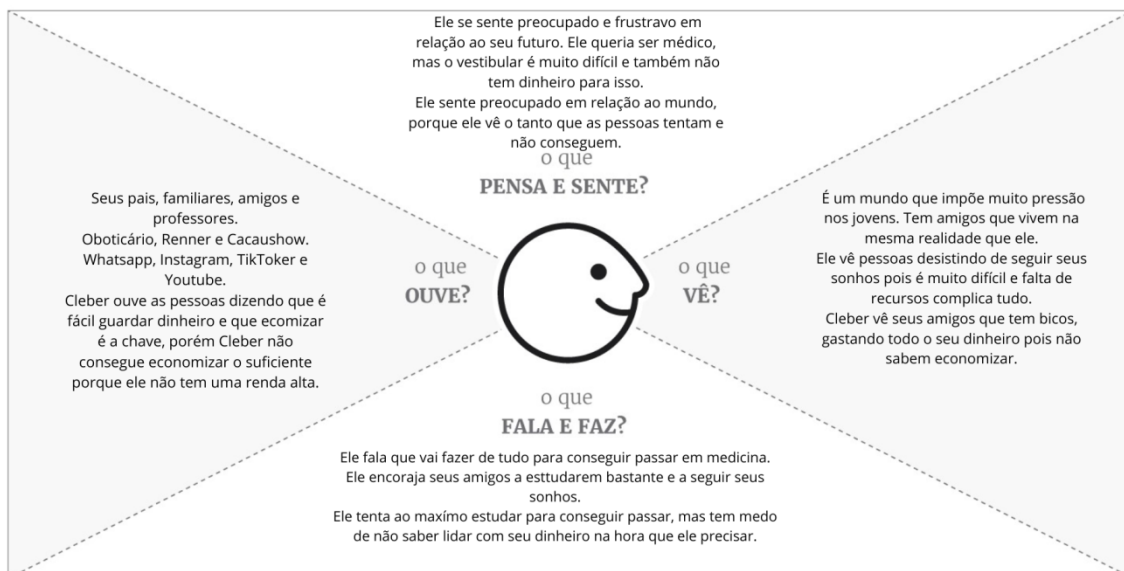 Ele se sente preocupado e frustravo em
relação ao seu futuro. Ele queria ser médico,
mas o vestibular é muito difícil e também não
tem dinheiro para isso.
Ele sente preocupado em relação ao mundo,
porque ele vê o tanto que as pessoas tentam e
não conseguem.
o que
PENSA E SENTE?
Seus pais, familiares, amigos e
professores.
Oboticário, Renner e Cacaushow.
Whatsapp, Instagram, TikToker e
Youtube.
Cleber ouve as pessoas dizendo que é
fácil guardar dinheiro e que ecomizar
é a chave, porém Cleber não
consegue economizar o suficiente
porque ele não tem uma renda alta.
o que
OUVE?
o que
VÊ?
É um mundo que impõe muito pressão
nos jovens. Tem amigos que vivem na
mesma realidade que ele.
Ele vê pessoas desistindo de seguir seus
sonhos pois é muito difícil e falta de
recursos complica tudo.
Cleber vê seus amigos que tem bicos,
gastando todo o seu dinheiro pois não
sabem economizar.
o que
FALA E FAZ?
Ele fala que vai fazer de tudo para conseguir passar em medicina.
Ele encoraja seus amigos a esttudarem bastante e a seguir seus
sonhos.
Ele tenta ao maxímo estudar para conseguir passar, mas tem medo
de não saber lidar com seu dinheiro na hora que ele precisar.